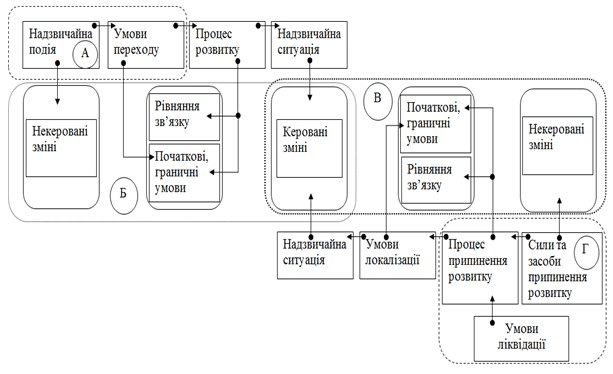 Надзвичайна
подія
А
Умови
переходу
Процес
розвитку
Надзвичайна
ситуація
Некеровані
зміні
Рівняння
зв’язку
Початкові,
граничні
умови
Б
Керовані
зміні
В
Початкові,
граничні
умови
Рівняння
зв’язку
Некеровані
зміні
Надзвичайна
ситуація
Умови
локалізації
Процес
припинення
розвитку
Сили та
засоби
припинення
розвитку
Г
Умови
ліквідації